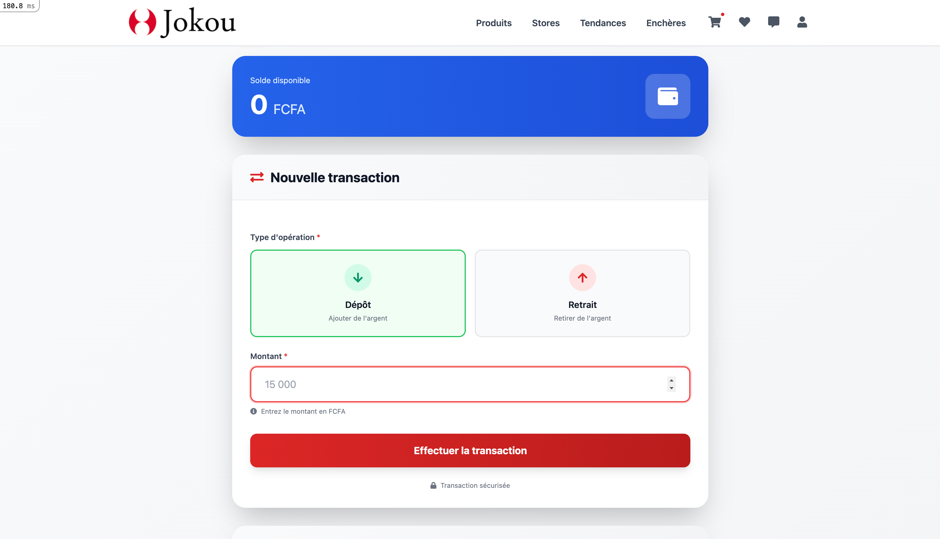 180.8 ms
Jokou
Produits Stores Tendances Enchères
Solde disponible
0 FCFA
Nouvelle transaction
Type d'opération *
Dépôt
Ajouter de l'argent
Retrait
Retirer de l'argent
Montant *
15 000
Entrez le montant en FCFA
Effectuer la transaction
Transaction sécurisée